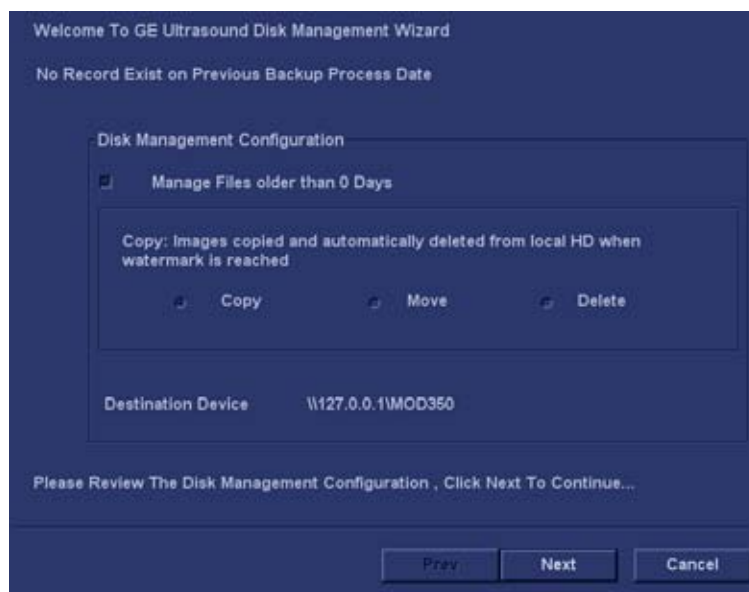 Welcome To GE Ultrasound Disk Management Wizard
No Record Exist on Previous Backup Process Date
Disk Management Configuration
Manage Files older than 0 Days
Copy: Images copied and automatically deleted from local HD when
watermark is reached
Copy Move Delete
Destination Device \\127.0.0.1\MOD350
Please Review The Disk Management Configuration , Click Next To Continue...
Prev Next Cancel